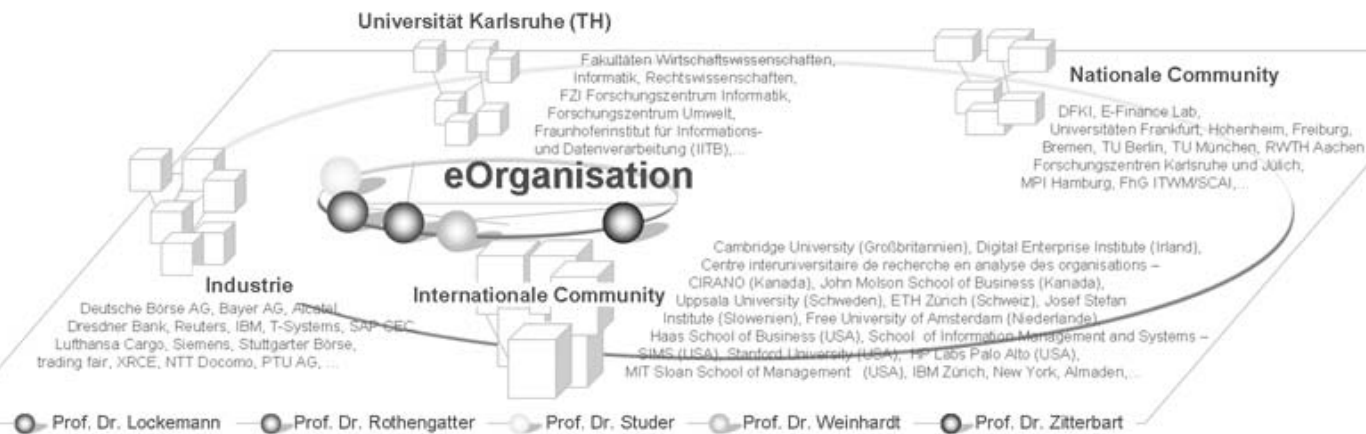 Universität Karlsruhe (TH)
Fakultäten Wirtschaftswissenschaften,
Informatik, Rechtswissenschaften,
FZI Forschungszentrum Informatik,
Forschungszentrum Umwelt,
Fraunhoferinstitut für Informations-
und Datenverarbeitung (IITB),...
Nationale Community
DFKI, E-Finance Lab,
Universitäten Frankfurt, Hohenheim, Freiburg,
Bremen, TU Berlin, TU München, RWTH Aachen
Forschungszentren Karlsruhe und Jülich,
MPI Hamburg, FhG ITWM/SCAI,...
eOrganisation
Industrie
Deutsche Börse AG, Bayer AG, Alcatel,
Dresdner Bank, Reuters, IBM, T-Systems, SAP CEC,
Lufthansa Cargo, Siemens, Stuttgarter Börse,
trading fair, XRCE, NTT Docomo, PTU AG, ...
Internationale Community
Cambridge University (Großbritannien), Digital Enterprise Institute (Irland),
Centre interuniversitaire de recherche en analyse des organisations –
CIRANO (Kanada), John Molson School of Business (Kanada),
Uppsala University (Schweden), ETH Zürich (Schweiz), Josef Stefan
Institute (Slowenien), Free University of Amsterdam (Niederlande),
Haas School of Business (USA), School of Information Management and Systems –
SIMS (USA), Stanford University (USA), HP Labs Palo Alto (USA),
MIT Sloan School of Management (USA), IBM Zürich, New York, Almaden,...
Prof. Dr. Lockemann
Prof. Dr. Rothengatter
Prof. Dr. Studer
Prof. Dr. Weinhardt
Prof. Dr. Zitterbart